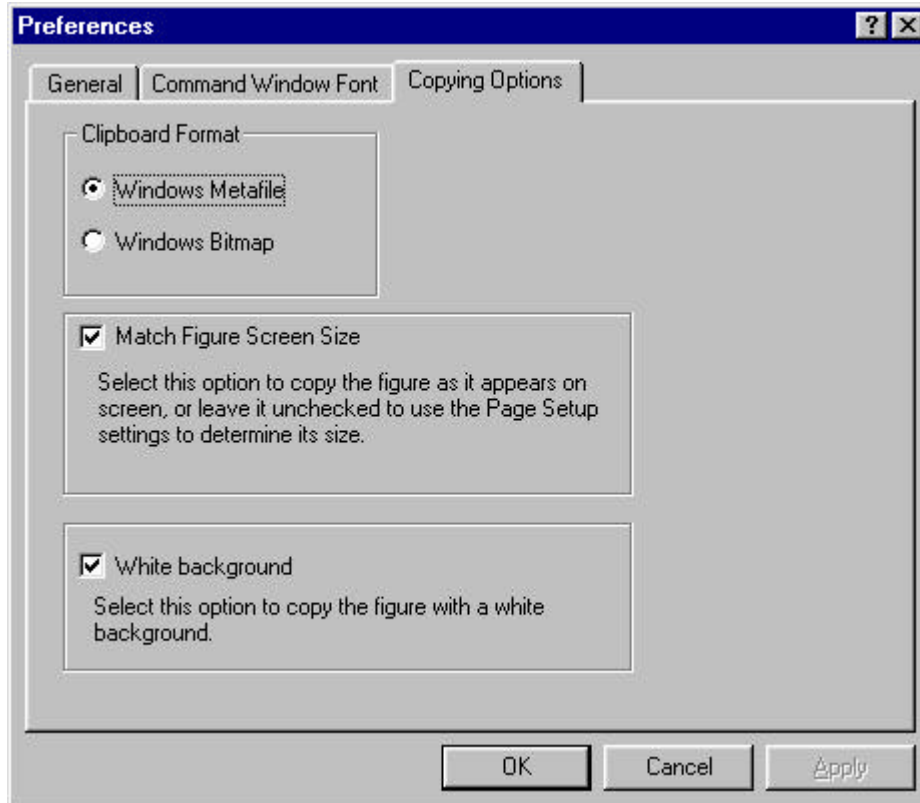 Preferences
General
Command Window Font
Copying Options
Clipboard Format
Windows Metafile
Windows Bitmap
Match Figure Screen Size
Select this option to copy the figure as it appears on
screen, or leave it unchecked to use the Page Setup
settings to determine its size.
White background
Select this option to copy the figure with a white
background.
OK
Cancel
Apply